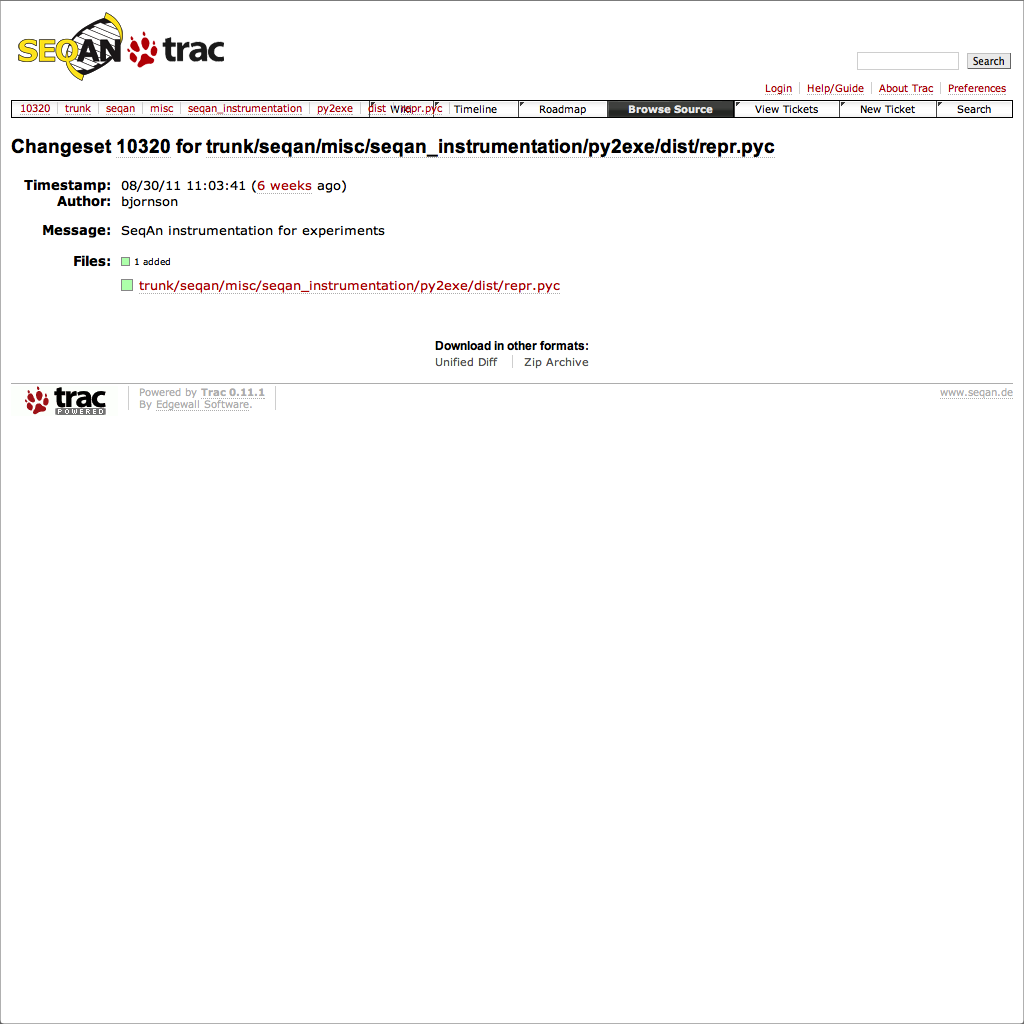 SEQAN trac
Search
Login Help/Guide About Trac Preferences
10320 trunk seqan misc seqan_instrumentation py2exe dist repr.pyc Wiki Timeline Roadmap Browse Source View Tickets New Ticket Search
Changeset 10320 for trunk/seqan/misc/seqan_instrumentation/py2exe/dist/repr.pyc
Timestamp: 08/30/11 11:03:41 (6 weeks ago)
Author: bjornson
Message: SeqAn instrumentation for experiments
Files: 1 added
trunk/seqan/misc/seqan_instrumentation/py2exe/dist/repr.pyc
Download in other formats:
Unified Diff Zip Archive
trac POWERED
Powered by Trac 0.11.1
By Edgewall Software.
www.seqan.de